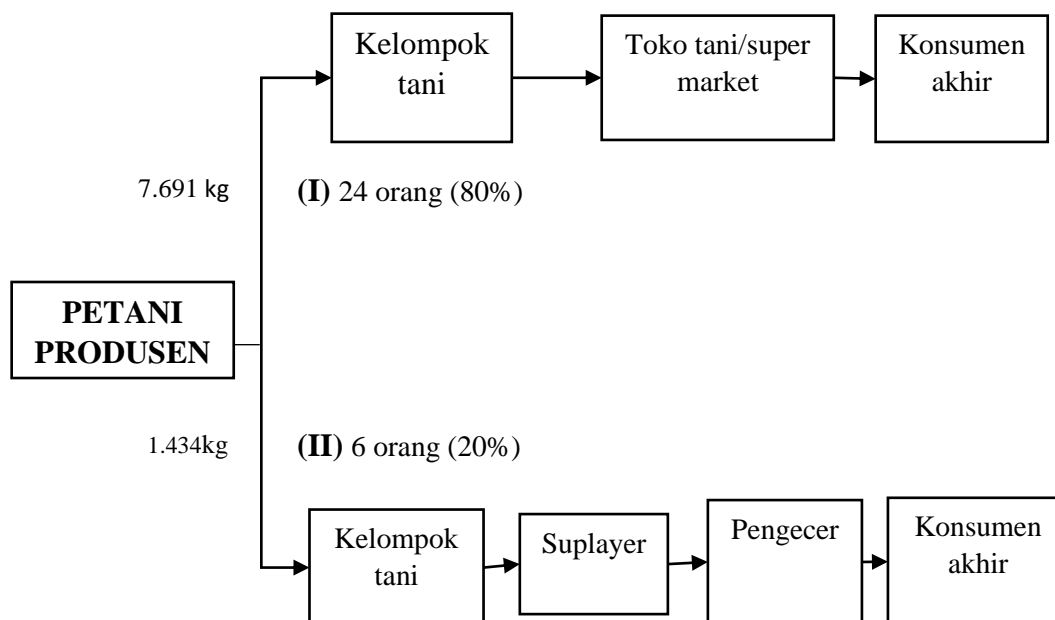 Kelompok
tani
Toko tani/super
market
Konsumen
akhir
7.691 kg
(I) 24 orang (80%)
PETANI
PRODUSEN
1.434kg
(II) 6 orang (20%)
Kelompok
tani
Suplayer
Pengecer
Konsumen
akhir